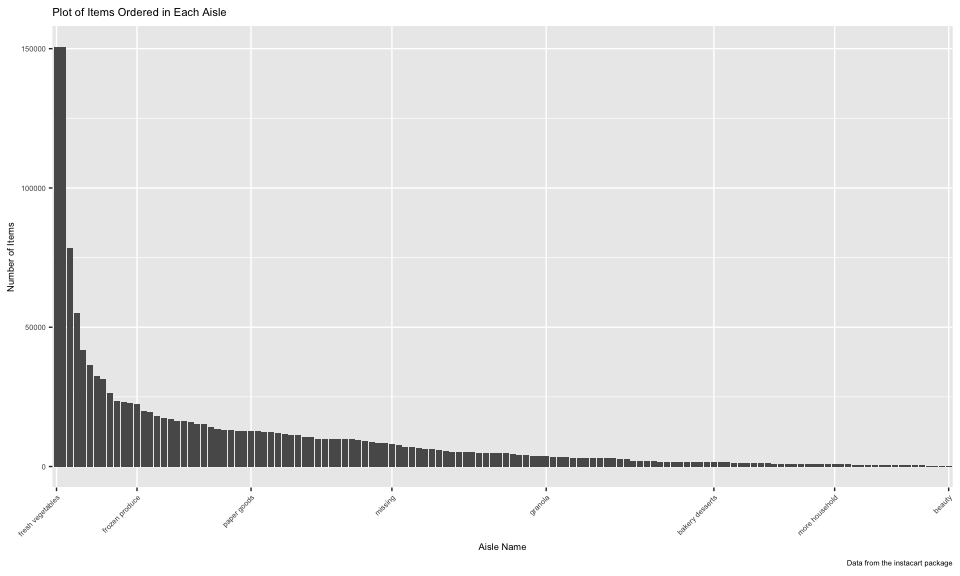 Plot of Items Ordered in Each Aisle
150000
100000
50000
0
Number of Items
fresh vegetables
frozen produce
paper goods
missing
granola
bakery desserts
more household
beauty
Aisle Name
Data from the instacart package